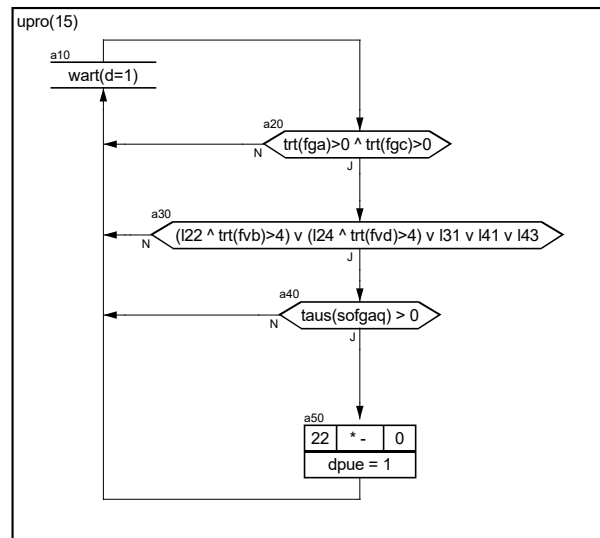 upro(15)
a10
wart(d=1)
a20
trt(fga)>0 ^ trt(fgc)>0
N
J
a30
(l22 ^ trt(fvb)>4) v (l24 ^ trt(fvd)>4) v l31 v l41 v l43
N
J
a40
taus(sofgaq) > 0
N
J
a50
22 * - 0
dpue = 1